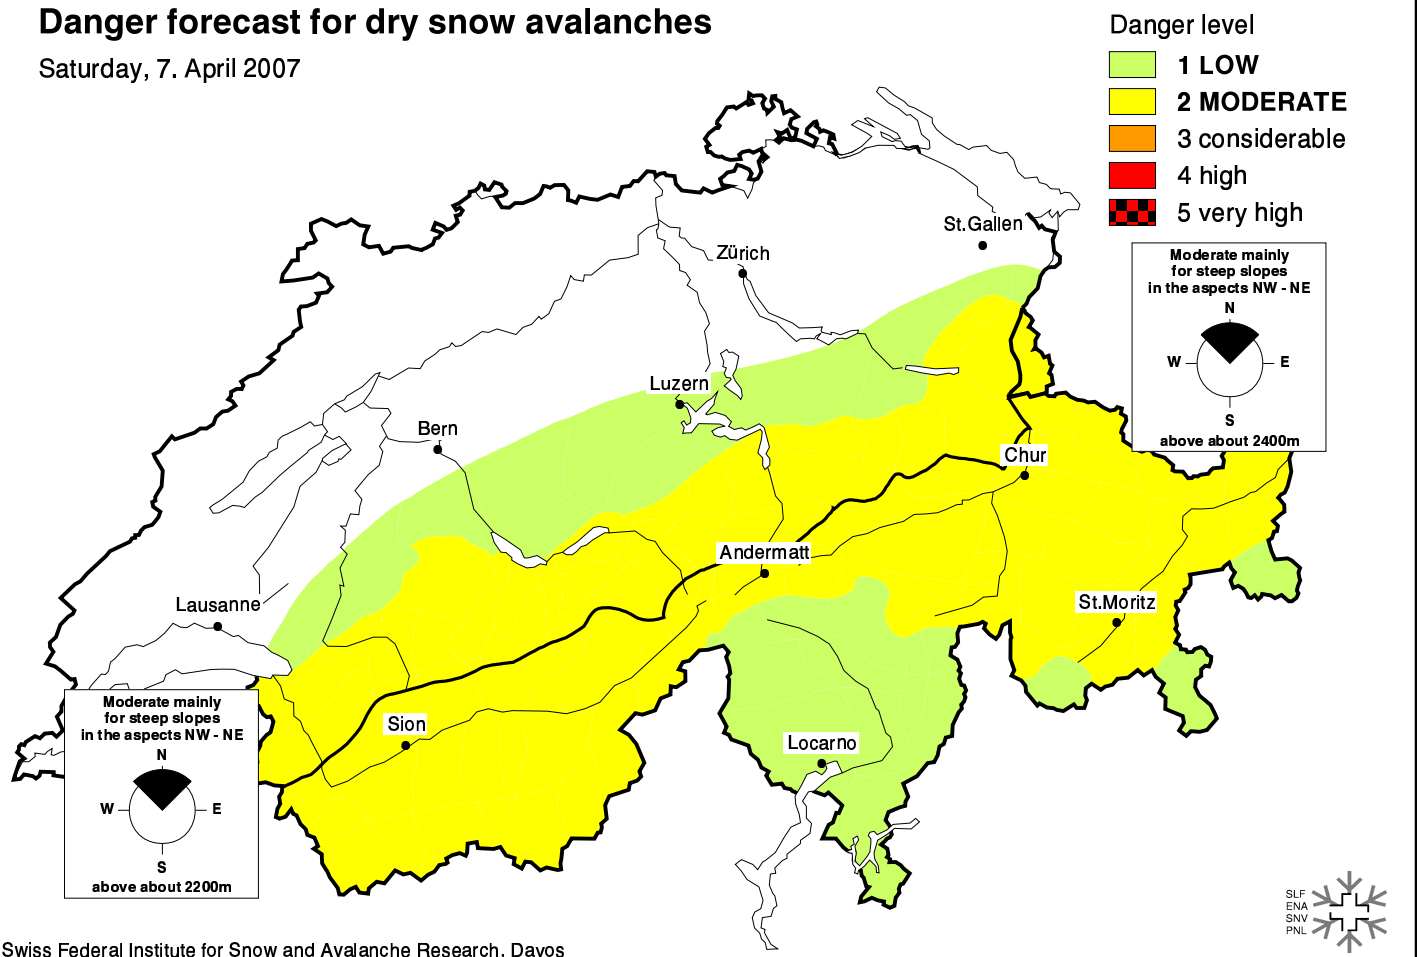 Danger forecast for dry snow avalanches
Saturday, 7. April 2007
Danger level
1 LOW
2 MODERATE
3 considerable
4 high
5 very high
Moderate mainly
for steep slopes
in the aspects NW - NE
N
W
E
S
above about 2400m
St.Gallen
Zürich
Luzern
Bern
Chur
Andermatt
Lausanne
St.Moritz
Sion
Locarno
Moderate mainly
for steep slopes
in the aspects NW - NE
N
W
E
S
above about 2200m
SLF
ENA
SNV
PNL
Swiss Federal Institute for Snow and Avalanche Research, Davos